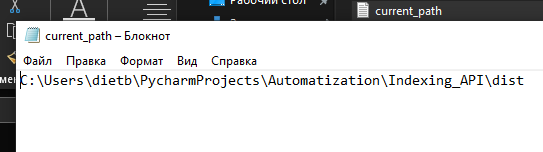 Рабочий стол
current_path
current_path – Блокнот
Файл Правка Формат Вид Справка
C:\Users\dietb\PycharmProjects\Automatization\Indexing_API\dist